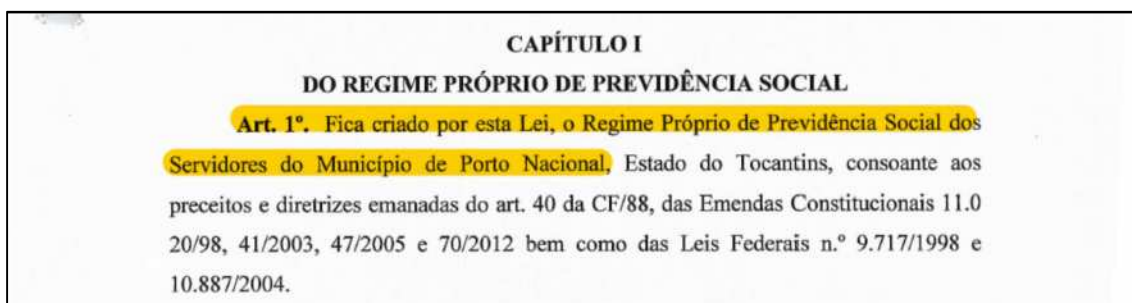 CAPÍTULO I
DO REGIME PRÓPRIO DE PREVIDÊNCIA SOCIAL
Art. 1º. Fica criado por esta Lei, o Regime Próprio de Previdência Social dos
Servidores do Município de Porto Nacional, Estado do Tocantins, consoante aos
preceitos e diretrizes emanadas do art. 40 da CF/88, das Emendas Constitucionais 11.0
20/98, 41/2003, 47/2005 e 70/2012 bem como das Leis Federais n.º 9.717/1998 e
10.887/2004.